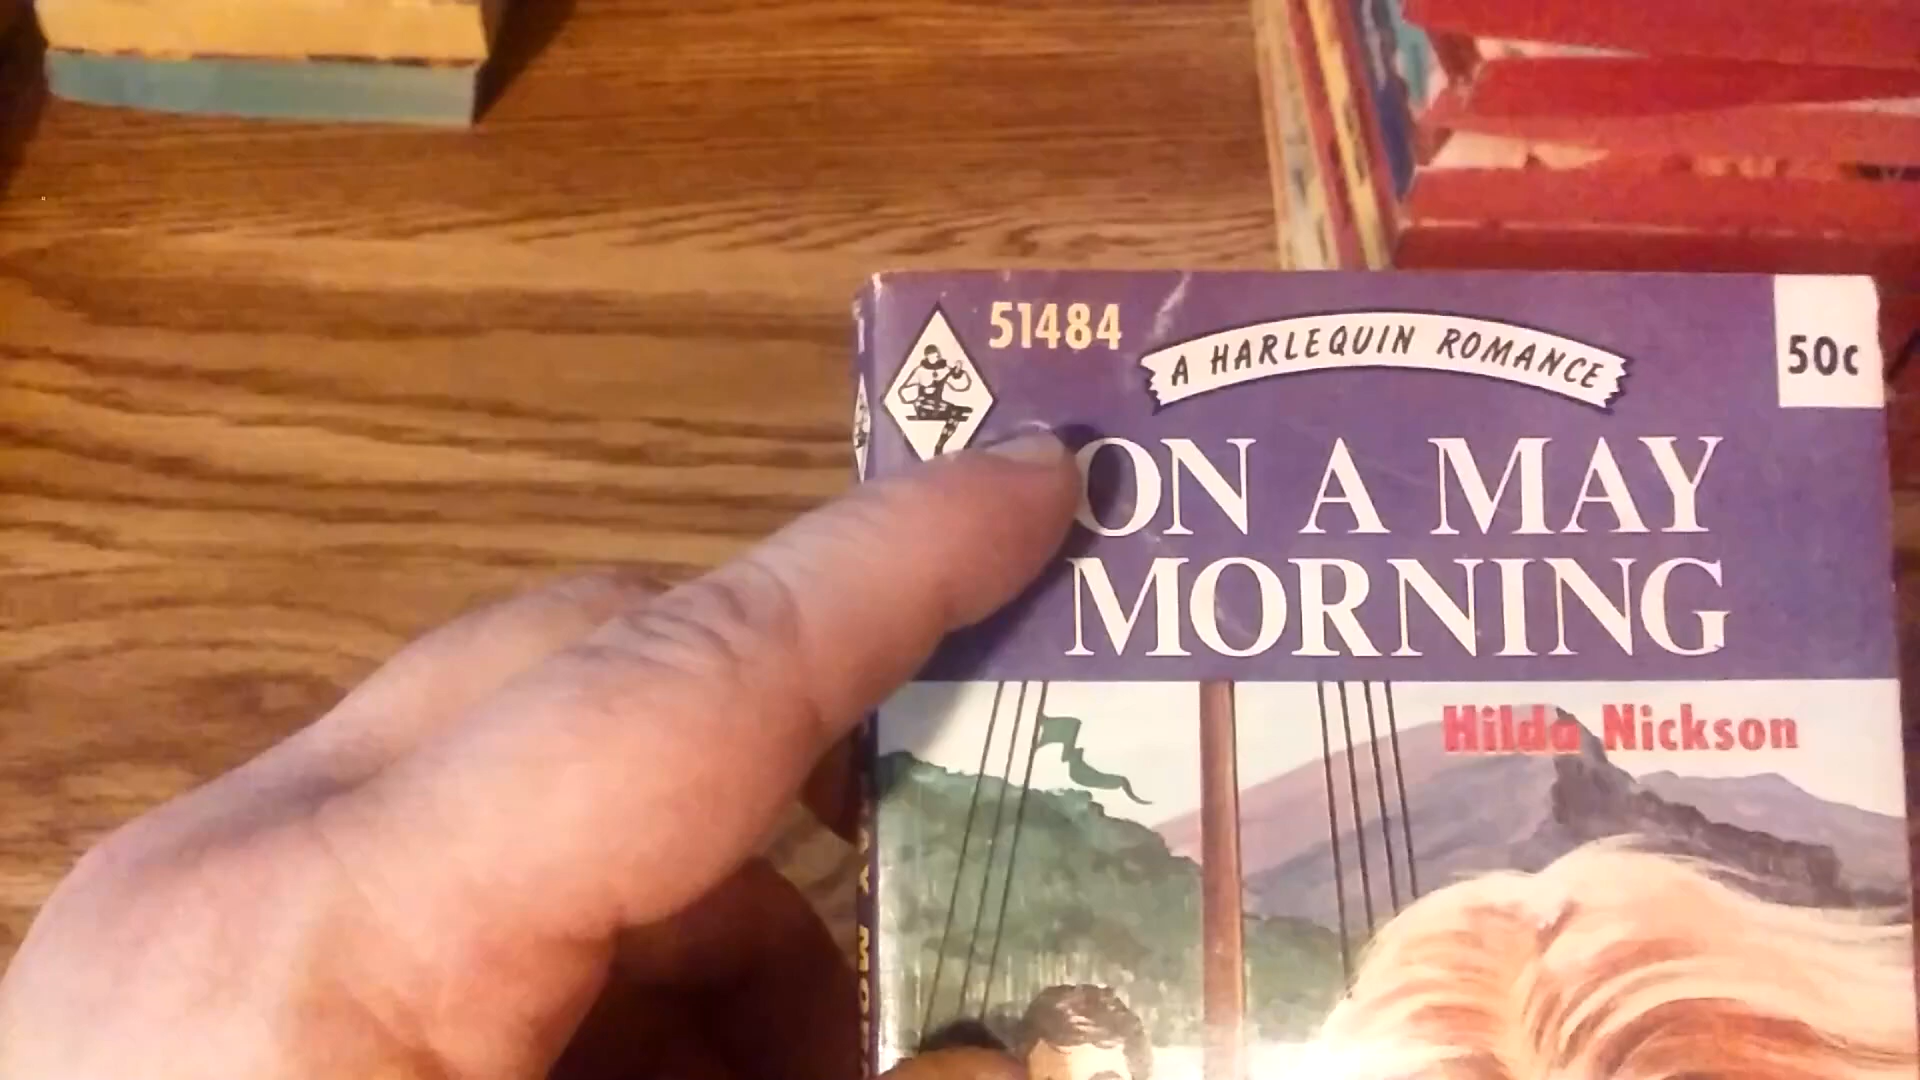 51484
A HARLEQUIN ROMANCE
50c
ON A MAY
MORNING
Hilda Nickson